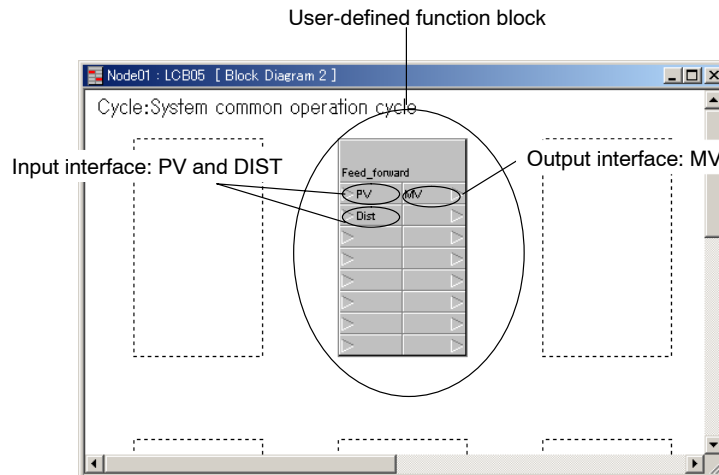 User-defined function block
Node01 : LCB05 [ Block Diagram 2 ]
Cycle:System common operation cycle
Input interface: PV and DIST
Output interface: MV
Feed_forward
PV MV
Dist